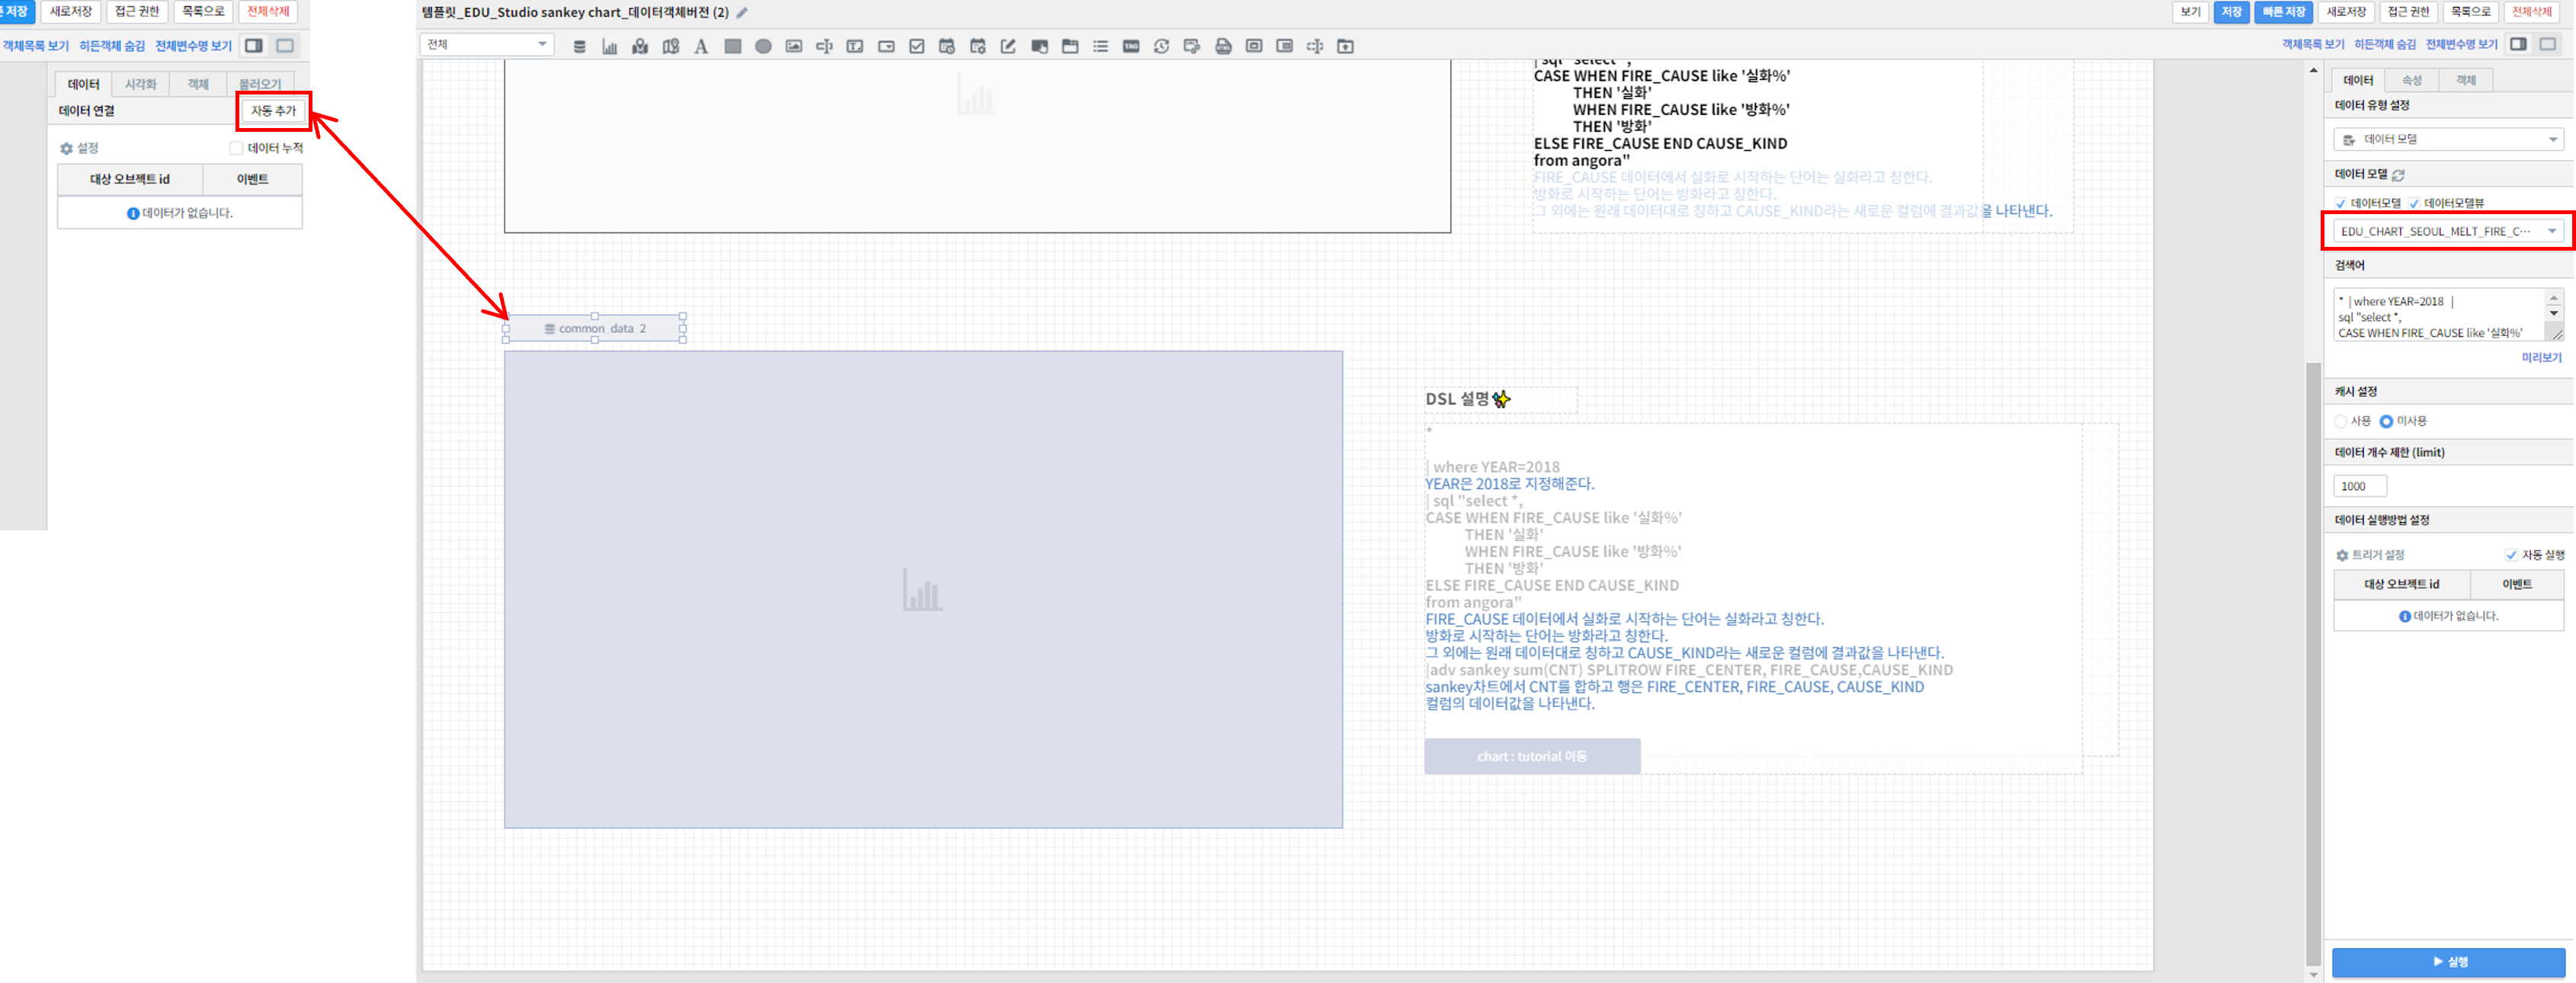 른 저장 새로저장 접근 권한 목록으로 전체삭제
객체목록 보기 히든객체 숨김 전체변수명 보기
데이터 시각화 객체 불러오기
데이터 연결 자동 추가
설정 데이터 누적
대상 오브젝트 id 이벤트
데이터가 없습니다.
템플릿_EDU_Studio sankey chart_데이터객체버전 (2)
보기 저장 빠른 저장 새로저장 접근 권한 목록으로 전체삭제
전체
객체목록 보기 히든객체 숨김 전체변수명 보기
| sql "select *,
CASE WHEN FIRE_CAUSE like '실화%'
THEN '실화'
WHEN FIRE_CAUSE like '방화%'
THEN '방화'
ELSE FIRE_CAUSE END CAUSE_KIND
from angora"
FIRE_CAUSE 데이터에서 실화로 시작하는 단어는 실화라고 칭한다.
방화로 시작하는 단어는 방화라고 칭한다.
그 외에는 원래 데이터대로 칭하고 CAUSE_KIND라는 새로운 컬럼에 결과값을 나타낸다.
common_data_2
DSL 설명✨
*
| where YEAR=2018
YEAR은 2018로 지정해준다.
| sql "select *,
CASE WHEN FIRE_CAUSE like '실화%'
THEN '실화'
WHEN FIRE_CAUSE like '방화%'
THEN '방화'
ELSE FIRE_CAUSE END CAUSE_KIND
from angora"
FIRE_CAUSE 데이터에서 실화로 시작하는 단어는 실화라고 칭한다.
방화로 시작하는 단어는 방화라고 칭한다.
그 외에는 원래 데이터대로 칭하고 CAUSE_KIND라는 새로운 컬럼에 결과값을 나타낸다.
|adv sankey sum(CNT) SPLITROW FIRE_CENTER, FIRE_CAUSE,CAUSE_KIND
sankey차트에서 CNT를 합하고 행은 FIRE_CENTER, FIRE_CAUSE, CAUSE_KIND
컬럼의 데이터값을 나타낸다.
chart : tutorial 이동
데이터 속성 객체
데이터 유형 설정
데이터 모델
데이터 모델
데이터모델 데이터모델뷰
EDU_CHART_SEOUL_MELT_FIRE_C···
검색어
* | where YEAR=2018 |
sql "select *,
CASE WHEN FIRE_CAUSE like '실화%'
미리보기
캐시 설정
사용 미사용
데이터 개수 제한 (limit)
1000
데이터 실행방법 설정
트리거 설정 자동 실행
대상 오브젝트 id 이벤트
데이터가 없습니다.
실행